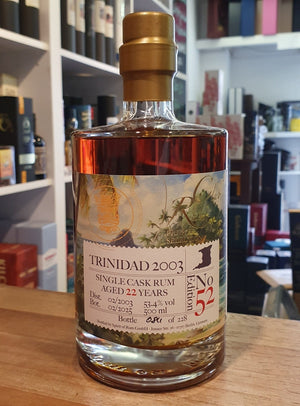 TRINIDAD 2003
SINGLE CASK RUM
AGED 22 YEARS
Dist. 02/2003 53.4% vol
Bot. 02/2025 500 ml
Bottle of 228
Edition
No
52